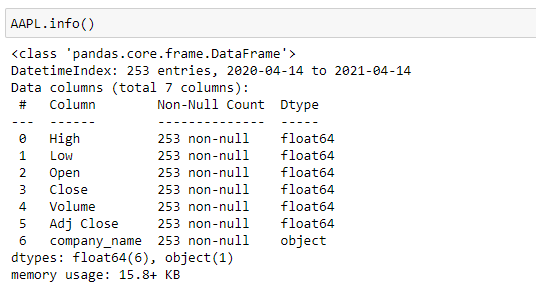 AAPL.info()
<class 'pandas.core.frame.DataFrame'>
DatetimeIndex: 253 entries, 2020-04-14 to 2021-04-14
Data columns (total 7 columns):
 #   Column        Non-Null Count  Dtype
---  ------        --------------  -----
 0   High          253 non-null    float64
 1   Low           253 non-null    float64
 2   Open          253 non-null    float64
 3   Close         253 non-null    float64
 4   Volume        253 non-null    float64
 5   Adj Close     253 non-null    float64
 6   company_name  253 non-null    object
dtypes: float64(6), object(1)
memory usage: 15.8+ KB